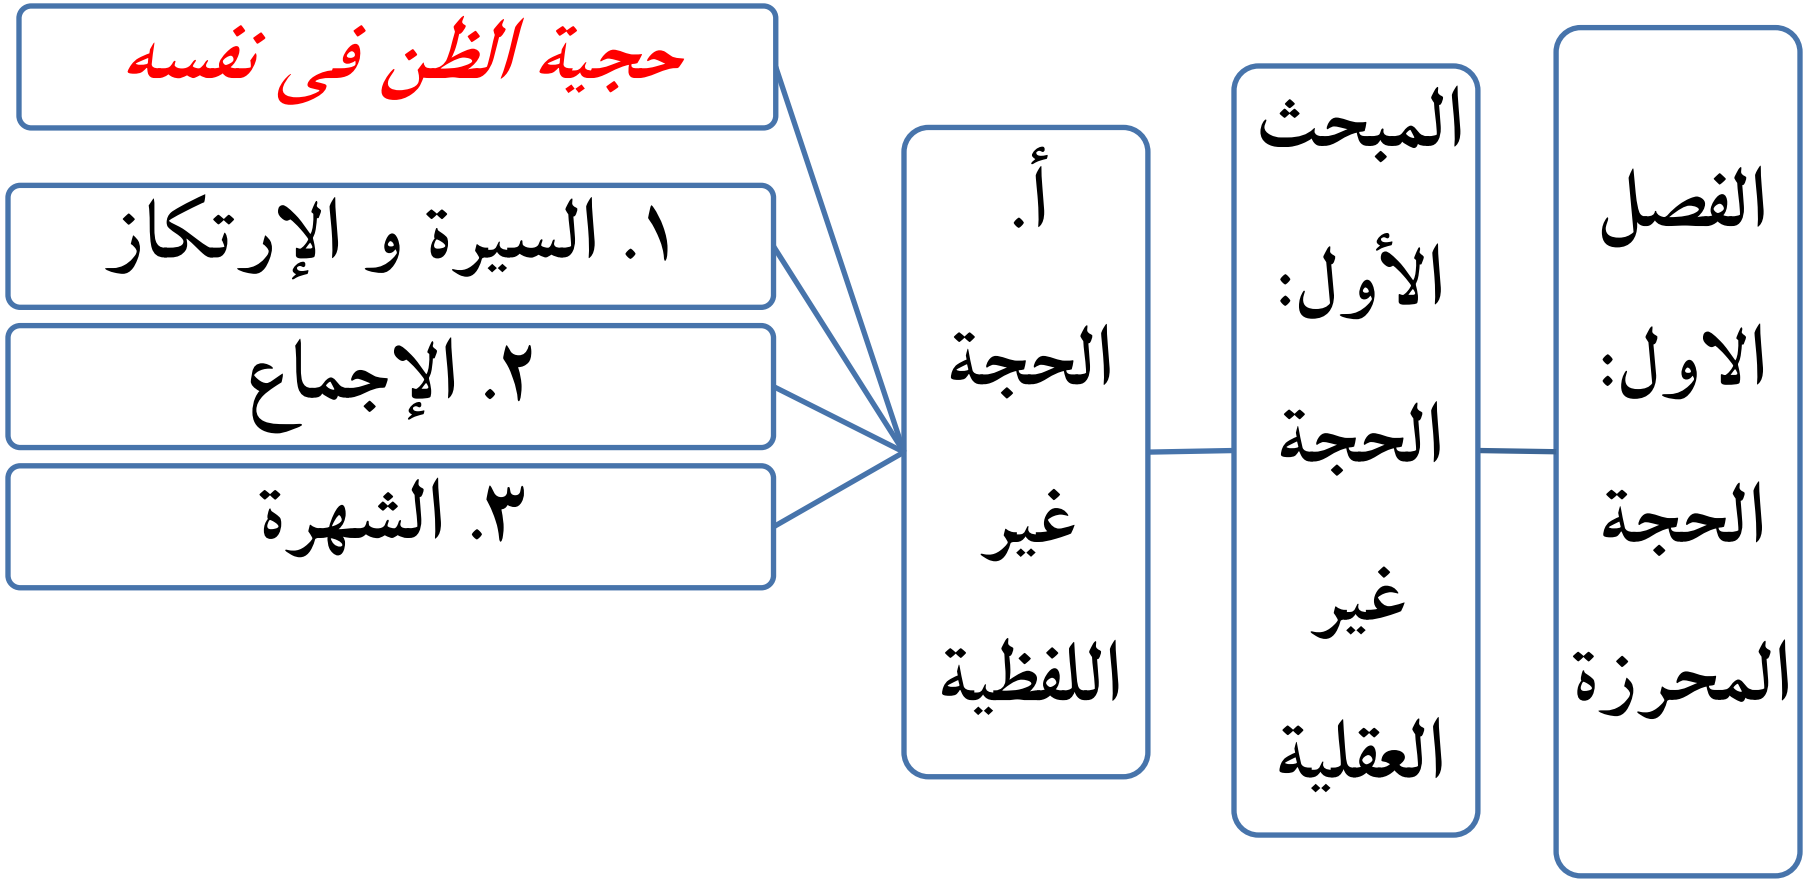 الفصل
الاول:
الحجة
المحرزة
المبحث
الأول:
الحجة
غير
العقلية
أ.
الحجة
غير
اللفظية
حجية الظن فى نفسه
١. السيرة و الإرتكاز
٢. الإجماع
٣. الشهرة